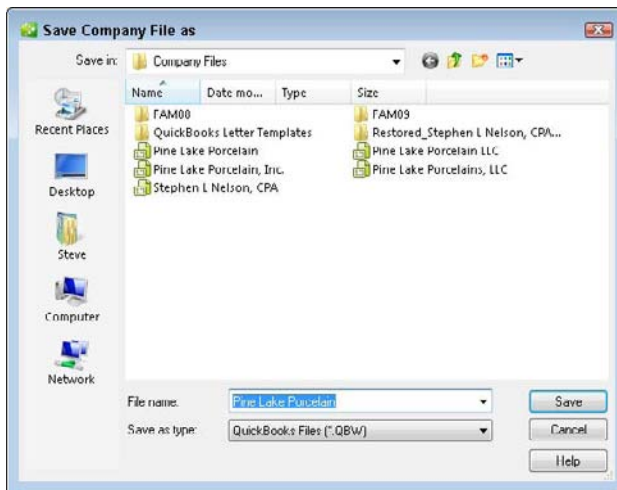 Save Company File as
Save in: Company Files
Name Date mo... Type Size
FAM08 FAM09
QuickBooks Letter Templates Restored_Stephen L Nelson, CPA...
Pine Lake Porcelain Pine Lake Porcelain LLC
Pine Lake Porcelain, Inc. Pine Lake Porcelains, LLC
Stephen L Nelson, CPA
Recent Places
Desktop
Steve
Computer
Network
File name: Pine Lake Porcelain Save
Save as type: QuickBooks Files (*.QBW) Cancel
Help